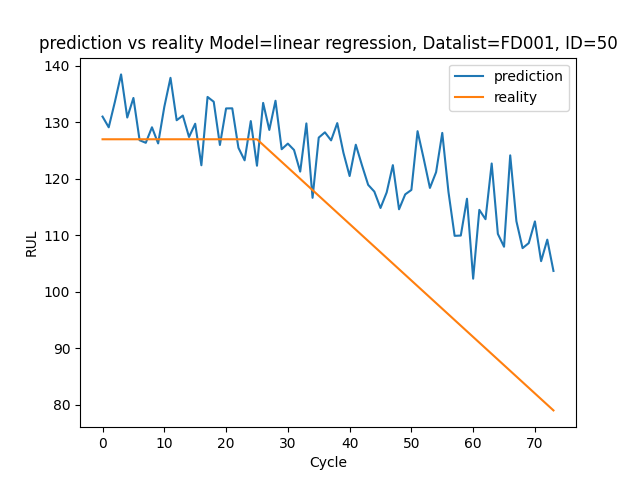 prediction vs reality Model=linear regression, Datalist=FD001, ID=50
prediction
reality
140
130
120
110
100
90
80
RUL
0 10 20 30 40 50 60 70
Cycle